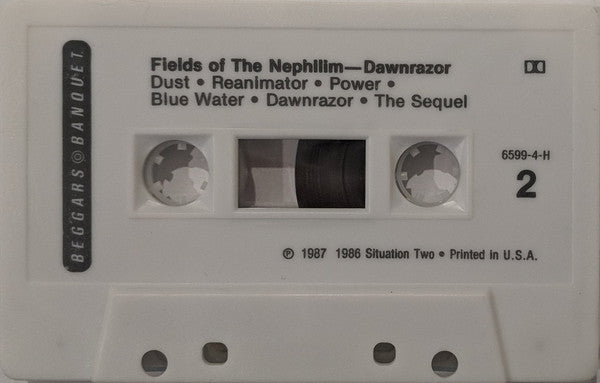 Fields of The Nephilim—Dawnrazor
Dust • Reanimator • Power •
Blue Water • Dawnrazor • The Sequel
BEGGARS BANQUET
6599-4-H
2
℗ 1987 1986 Situation Two • Printed in U.S.A.